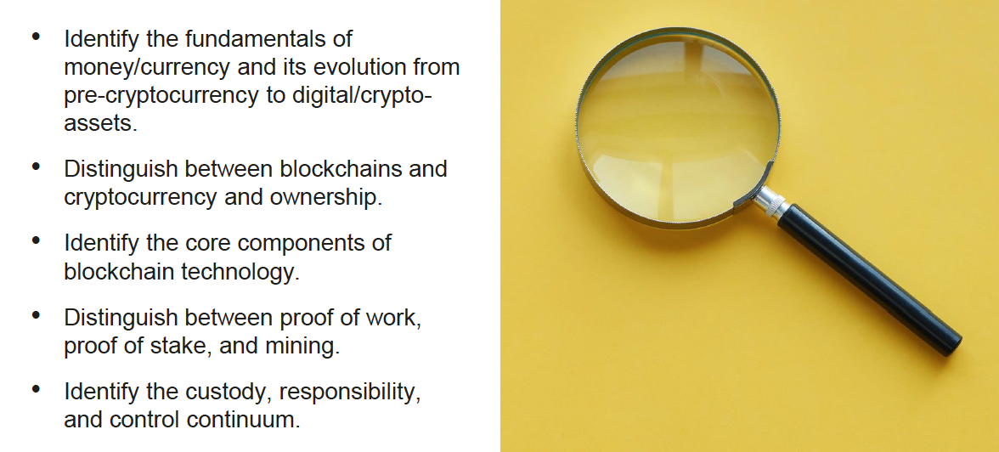 • Identify the fundamentals of
money/currency and its evolution from
pre-cryptocurrency to digital/crypto-
assets.
• Distinguish between blockchains and
cryptocurrency and ownership.
• Identify the core components of
blockchain technology.
• Distinguish between proof of work,
proof of stake, and mining.
• Identify the custody, responsibility,
and control continuum.